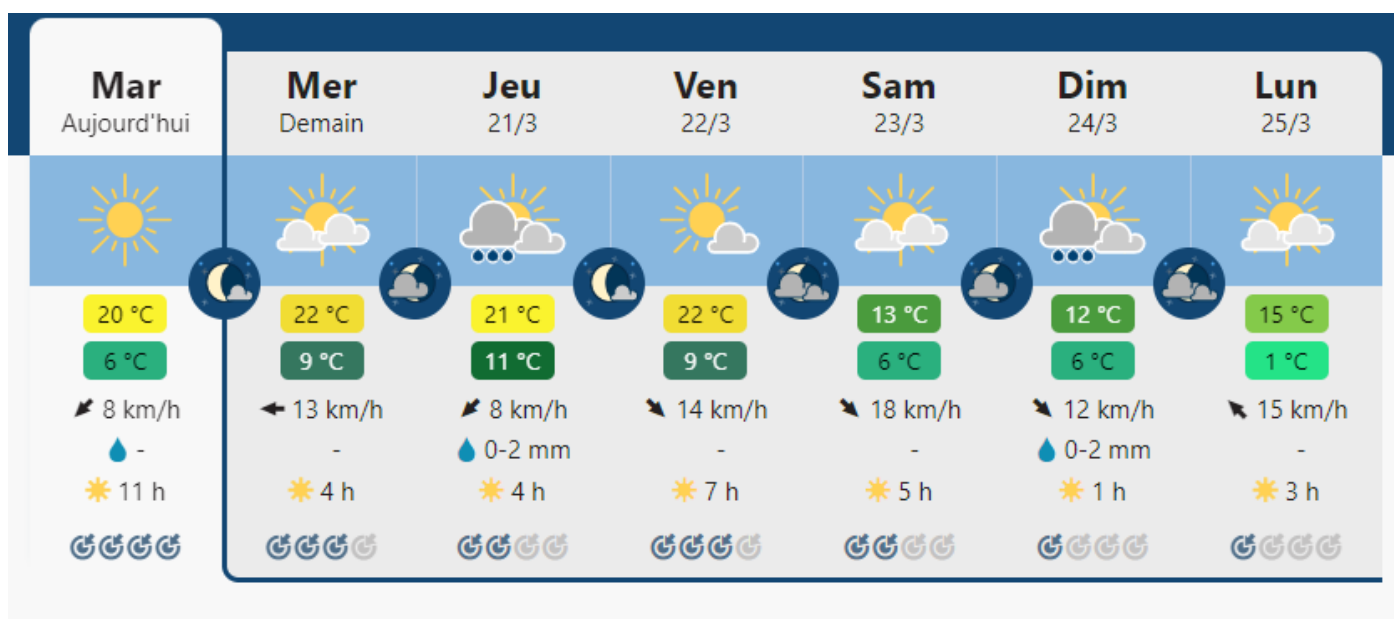 Mar Mer Jeu Ven Sam Dim Lun
Aujourd'hui Demain 21/3 22/3 23/3 24/3 25/3
20 °C 22 °C 21 °C 22 °C 13 °C 12 °C 15 °C
6 °C 9 °C 11 °C 9 °C 6 °C 6 °C 1 °C
8 km/h 13 km/h 8 km/h 14 km/h 18 km/h 12 km/h 15 km/h
- - 0-2 mm - - 0-2 mm -
11 h 4 h 4 h 7 h 5 h 1 h 3 h